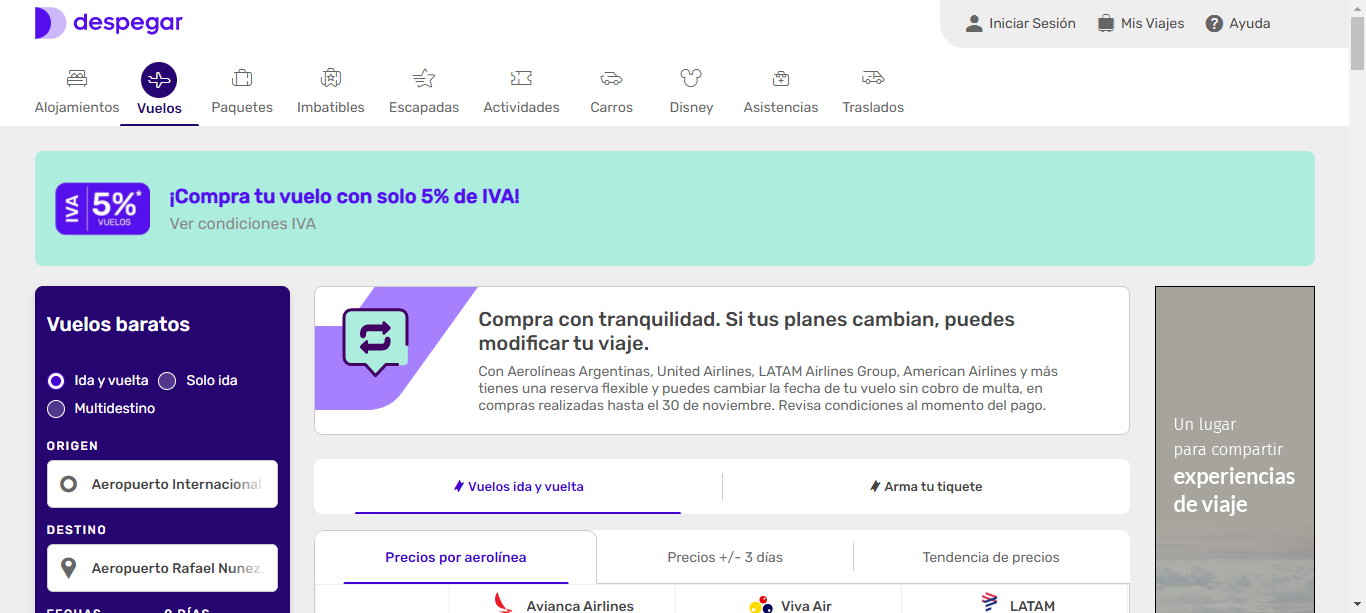 despegar
Iniciar Sesión
Mis Viajes
Ayuda
Alojamientos
Vuelos
Paquetes
Imbatibles
Escapadas
Actividades
Carros
Disney
Asistencias
Traslados
IVA 5%*
VUELOS
¡Compra tu vuelo con solo 5% de IVA!
Ver condiciones IVA
Vuelos baratos
Ida y vuelta
Solo ida
Multidestino
ORIGEN
Aeropuerto Internacional
DESTINO
Aeropuerto Rafael Nunez,
FECHAS
0 DÍAS
Compra con tranquilidad. Si tus planes cambian, puedes
modificar tu viaje.
Con Aerolíneas Argentinas, United Airlines, LATAM Airlines Group, American Airlines y más
tienes una reserva flexible y puedes cambiar la fecha de tu vuelo sin cobro de multa, en
compras realizadas hasta el 30 de noviembre. Revisa condiciones al momento del pago.
Vuelos ida y vuelta
Arma tu tiquete
Precios por aerolínea
Precios +/- 3 días
Tendencia de precios
Avianca Airlines
Viva Air
LATAM
Un lugar
para compartir
experiencias
de viaje